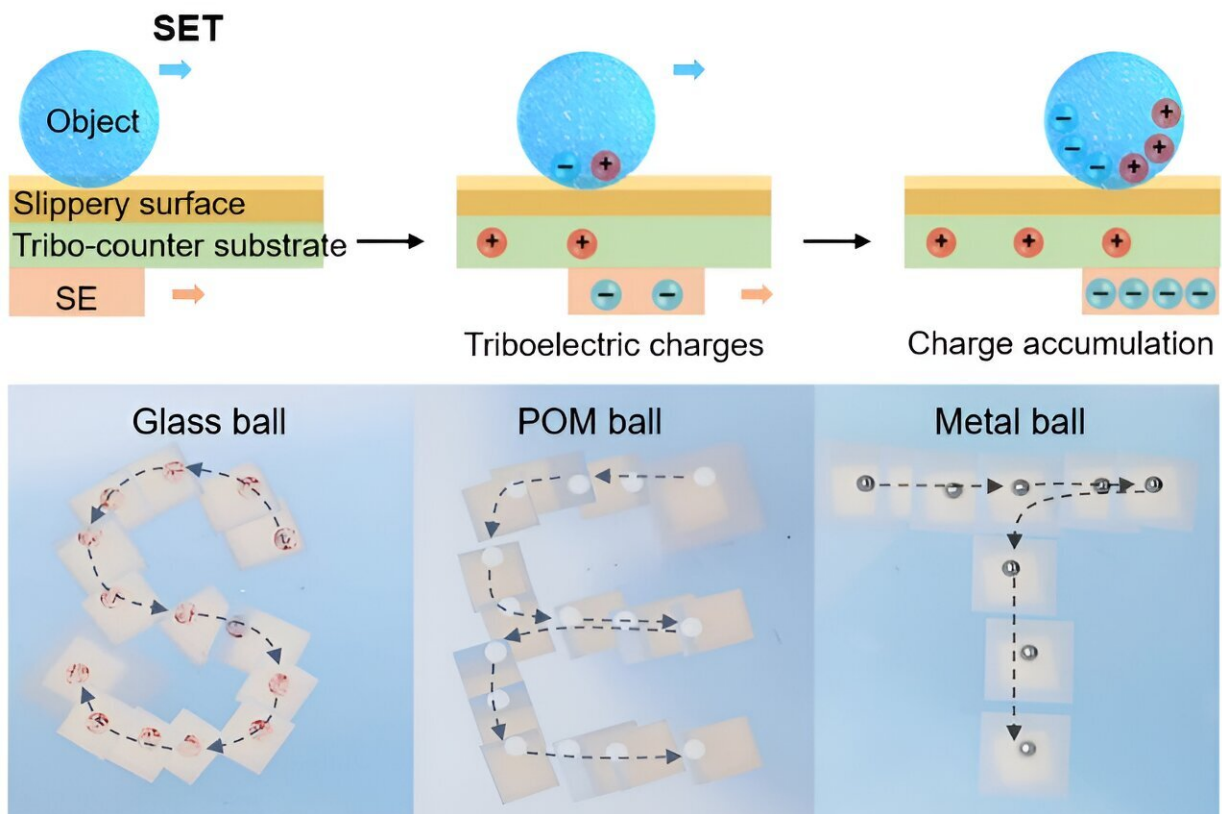 SET
Object
Slippery surface
Tribo-counter substrate
SE
− +
+ +
− −
Triboelectric charges
− − − + + +
+ + +
− − − −
Charge accumulation
Glass ball
POM ball
Metal ball